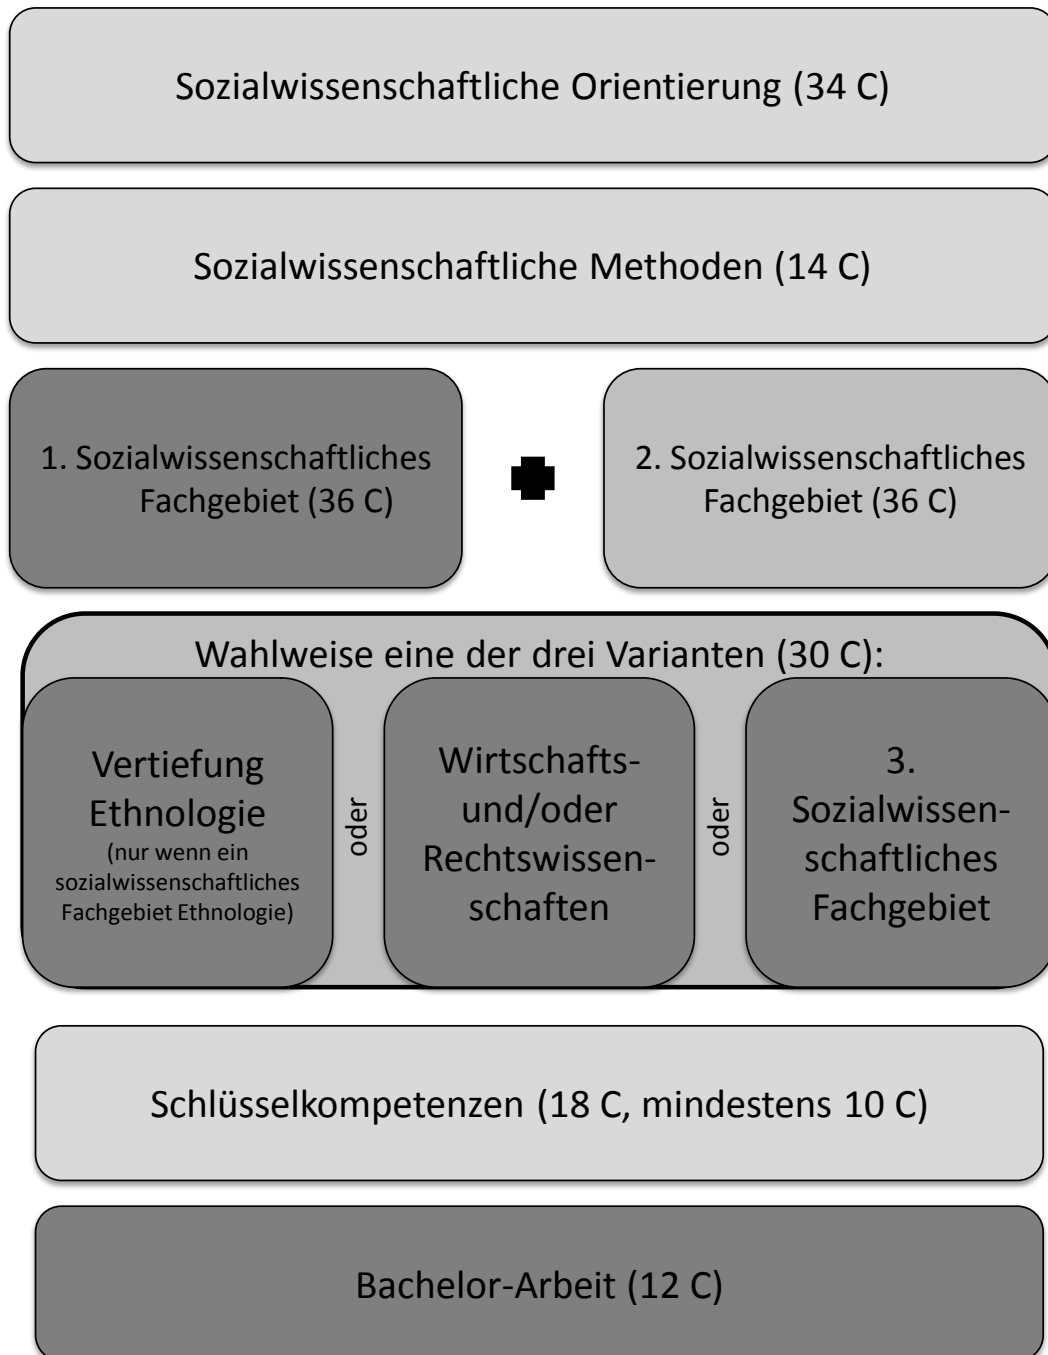 Sozialwissenschaftliche Orientierung (34 C)
Sozialwissenschaftliche Methoden (14 C)
1. Sozialwissenschaftliches
Fachgebiet (36 C)
2. Sozialwissenschaftliches
Fachgebiet (36 C)
Wahlweise eine der drei Varianten (30 C):
Vertiefung
Ethnologie
(nur wenn ein
sozialwissenschaftliches
Fachgebiet Ethnologie)
oder
Wirtschafts-
und/oder
Rechtswissen-
schaften
oder
3.
Sozialwissen-
schaftliches
Fachgebiet
Schlüsselkompetenzen (18 C, mindestens 10 C)
Bachelor-Arbeit (12 C)